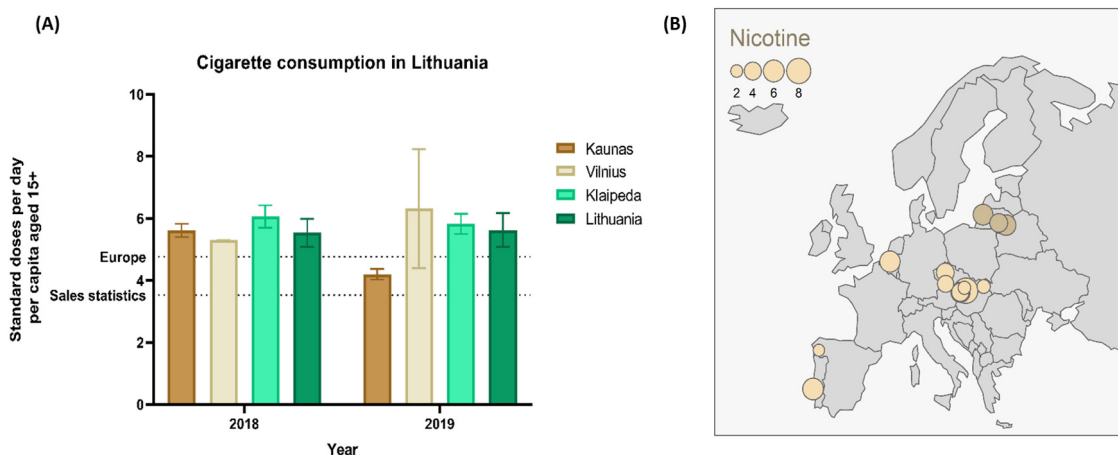 (A)
Cigarette consumption in Lithuania
Standard doses per day
per capita aged 15+
10
8
6
Europe
4
Sales statistics
2
0
2018
2019
Year
Kaunas
Vilnius
Klaipeda
Lithuania
(B)
Nicotine
2 4 6 8